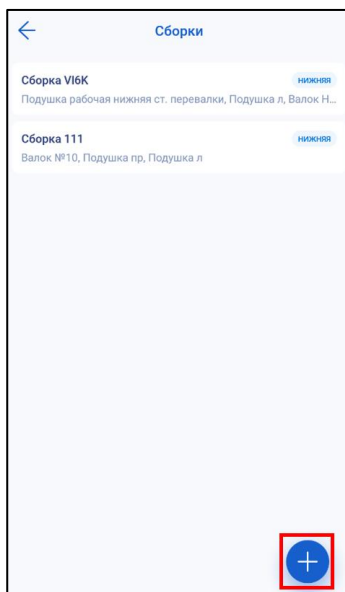 Сборки
Сборка VI6K
нижняя
Подушка рабочая нижняя ст. перевалки, Подушка л, Валок Н...
Сборка 111
нижняя
Валок №10, Подушка пр, Подушка л